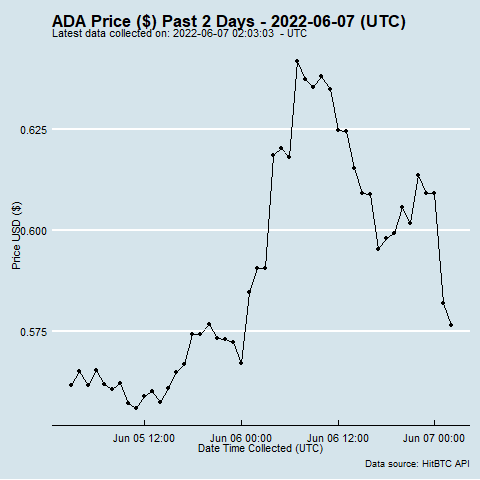 ADA Price ($) Past 2 Days - 2022-06-07 (UTC)
Latest data collected on: 2022-06-07 02:03:03 - UTC
Price USD ($)
0.625
0.600
0.575
Jun 05 12:00
Jun 06 00:00
Jun 06 12:00
Jun 07 00:00
Date Time Collected (UTC)
Data source: HitBTC API